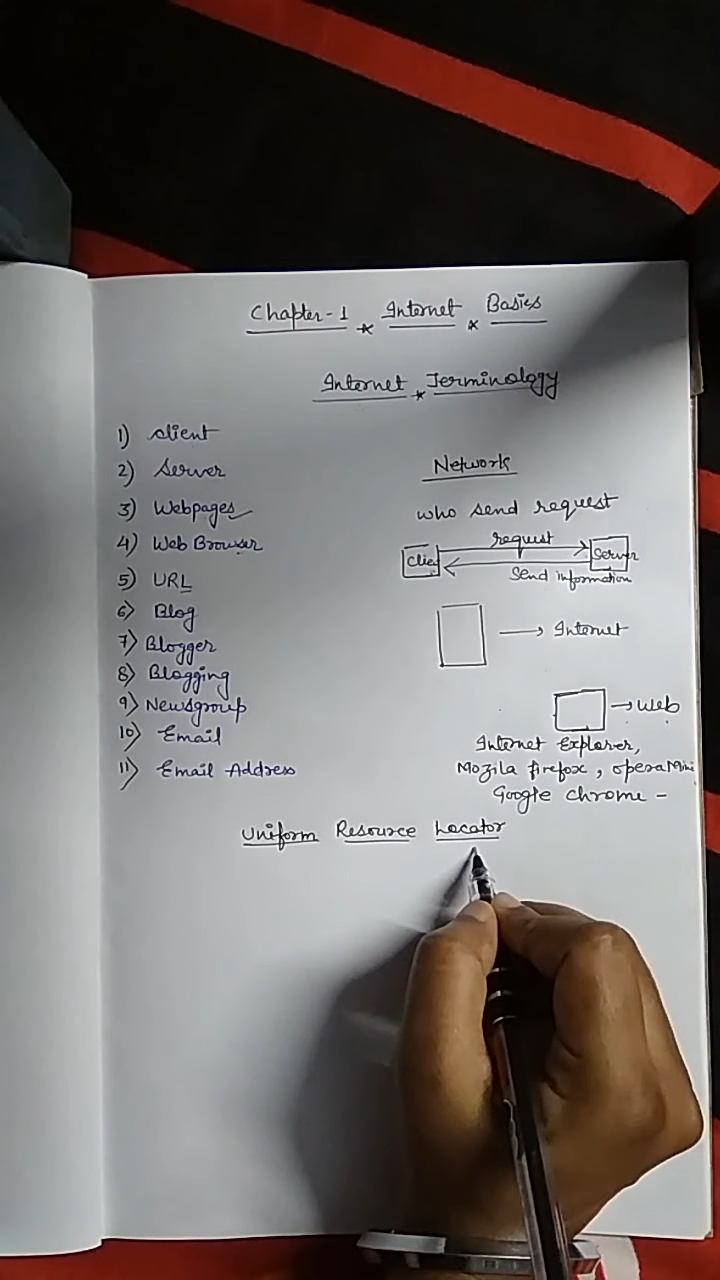 Chapter-1 * Internet * Basics
Internet * Terminology
1) Client
2) Server
3) Webpages
4) Web Browser
5) URL
6) Blog
7) Blogger
8) Blogging
9) Newsgroup
10) Email
11) Email Address
Network
who send request
request
Client
Server
Send information
→ Internet
→ Web
Internet Explorer,
Mozila firefox, opera Mini
Google chrome -
Uniform Resource Locator